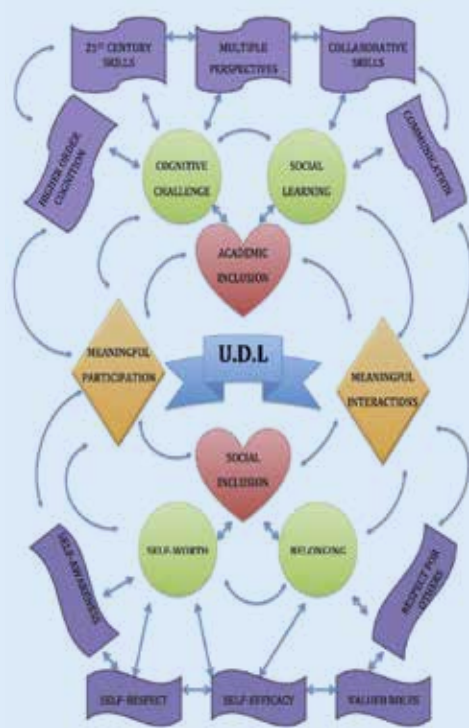 21ST CENTURY
SKILLS
MULTIPLE
PERSPECTIVES
COLLABORATIVE
SKILLS
HIGHER ORDER
COGNITION
COGNITIVE
CHALLENGE
SOCIAL
LEARNING
COMMUNICATION
ACADEMIC
INCLUSION
MEANINGFUL
PARTICIPATION
U.D.L
MEANINGFUL
INTERACTIONS
SOCIAL
INCLUSION
SELF-AWARENESS
SELF-WORTH
BELONGING
RESPECT FOR
OTHERS
SELF-RESPECT
SELF-EFFICACY
VALUED ROLES